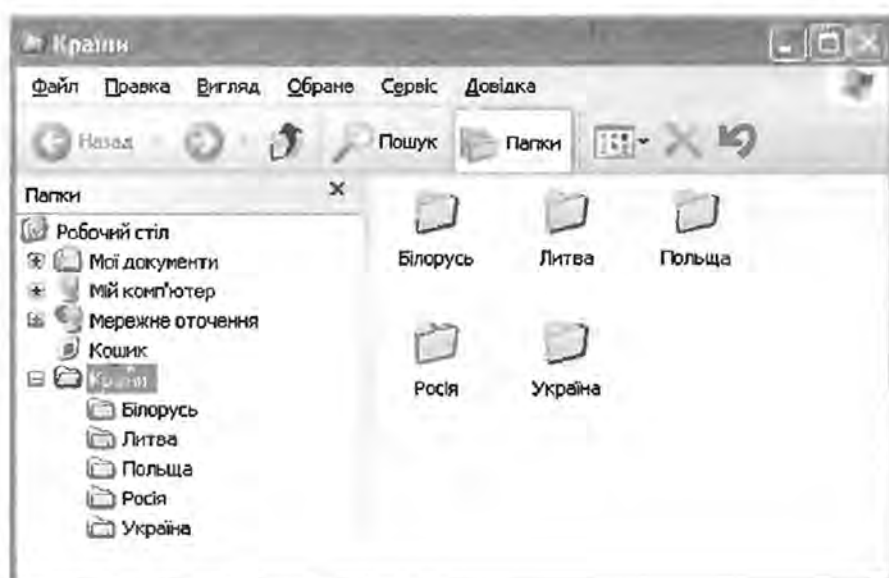 Країни
Файл Правка Вигляд Обране Сервіс Довідка
Назад Пошук Папки
Папки
Робочий стіл
Мої документи
Мій комп'ютер
Мережне оточення
Кошик
Країни
Білорусь
Литва
Польща
Росія
Україна
Білорусь Литва Польща
Росія Україна